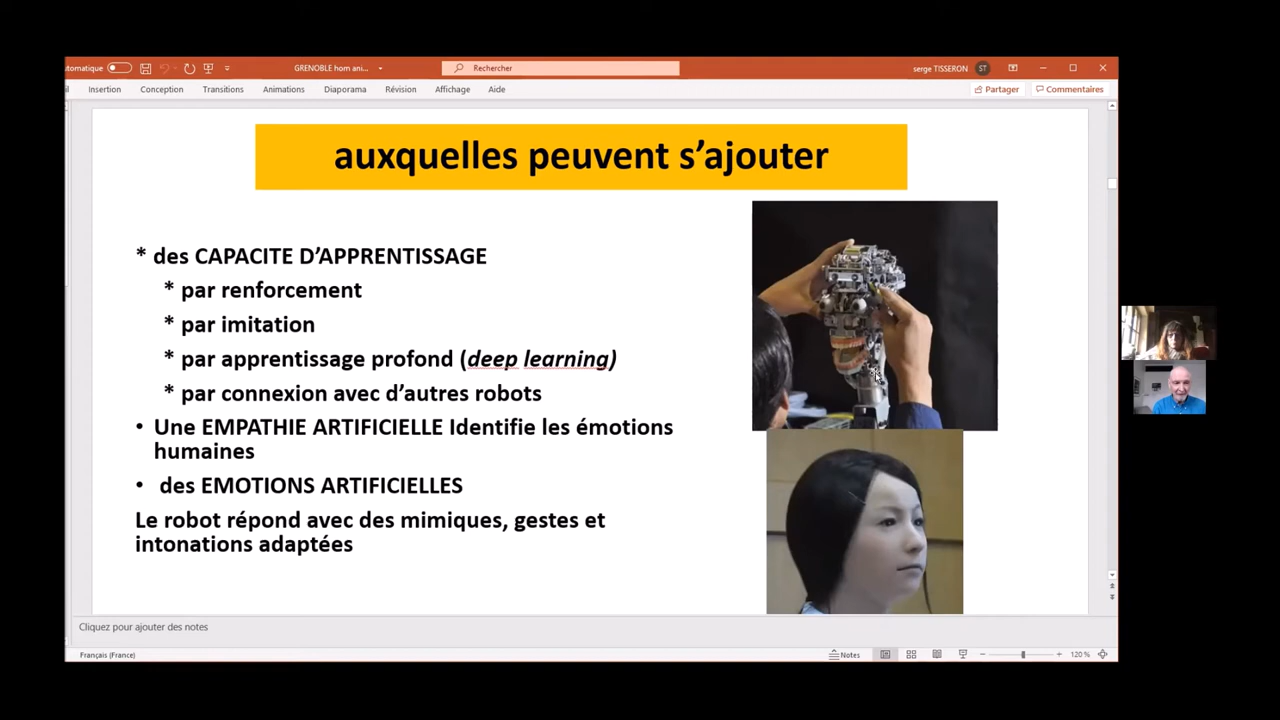 utomatique
GRENOBLE hom ani...
Rechercher
serge TISSERON
ST
Insertion
Conception
Transitions
Animations
Diaporama
Révision
Affichage
Aide
Partager
Commentaires
auxquelles peuvent s’ajouter
* des CAPACITE D’APPRENTISSAGE
* par renforcement
* par imitation
* par apprentissage profond (deep learning)
* par connexion avec d’autres robots
• Une EMPATHIE ARTIFICIELLE Identifie les émotions
humaines
• des EMOTIONS ARTIFICIELLES
Le robot répond avec des mimiques, gestes et
intonations adaptées
Cliquez pour ajouter des notes
Français (France)
Notes
120 %